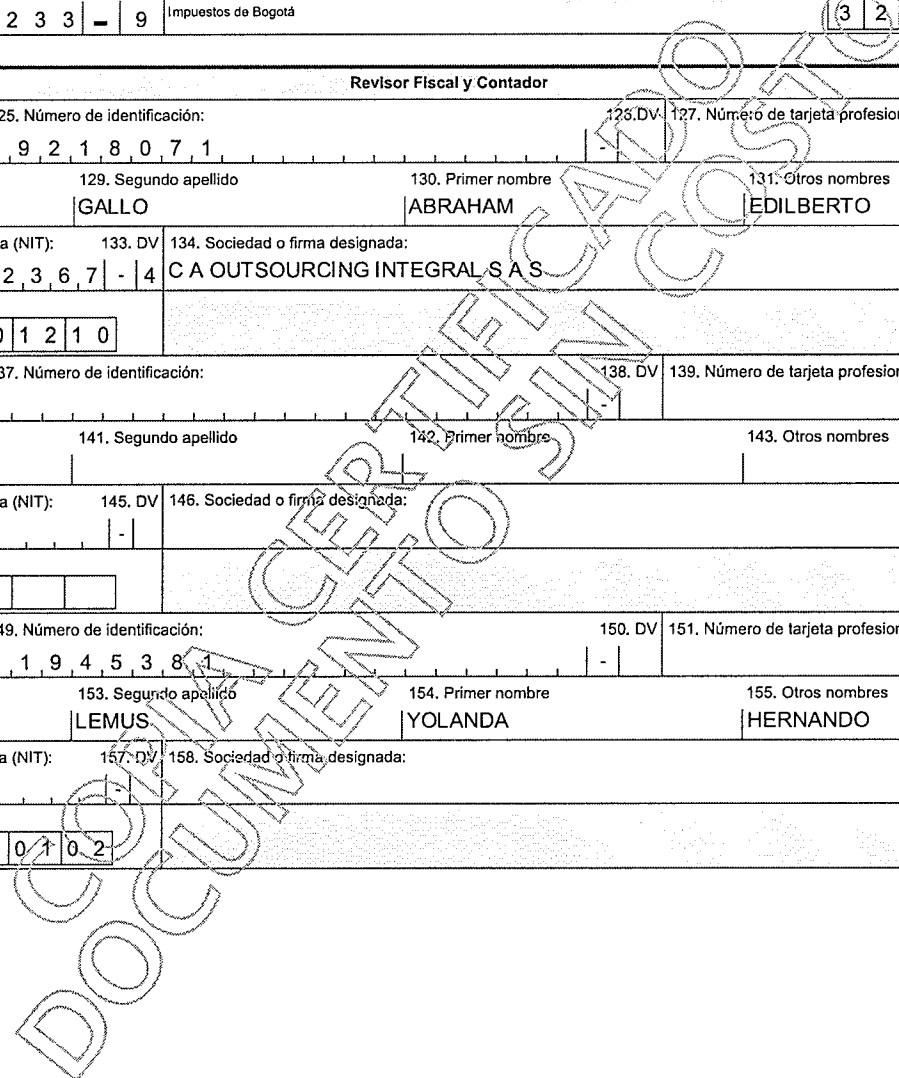 2 3 3 - 9 Impuestos de Bogotá 3 2
Revisor Fiscal y Contador
25. Número de identificación: 126. DV 127. Número de tarjeta profesion
9 2 1 8 0 7 1 -
129. Segundo apellido 130. Primer nombre 131. Otros nombres
GALLO ABRAHAM EDILBERTO
a (NIT): 133. DV 134. Sociedad o firma designada:
2 3 6 7 - 4 C A OUTSOURCING INTEGRAL S A S
0 1 2 1 0
37. Número de identificación: 138. DV 139. Número de tarjeta profesion
-
141. Segundo apellido 142. Primer nombre 143. Otros nombres
a (NIT): 145. DV 146. Sociedad o firma designada:
-
49. Número de identificación: 150. DV 151. Número de tarjeta profesion
1 9 4 5 3 8 1 -
153. Segundo apellido 154. Primer nombre 155. Otros nombres
LEMUS YOLANDA HERNANDO
a (NIT): 157. DV 158. Sociedad o firma designada:
-
0 1 0 2
COPIA CERTIFICADO
DOCUMENTO SIN COSTO